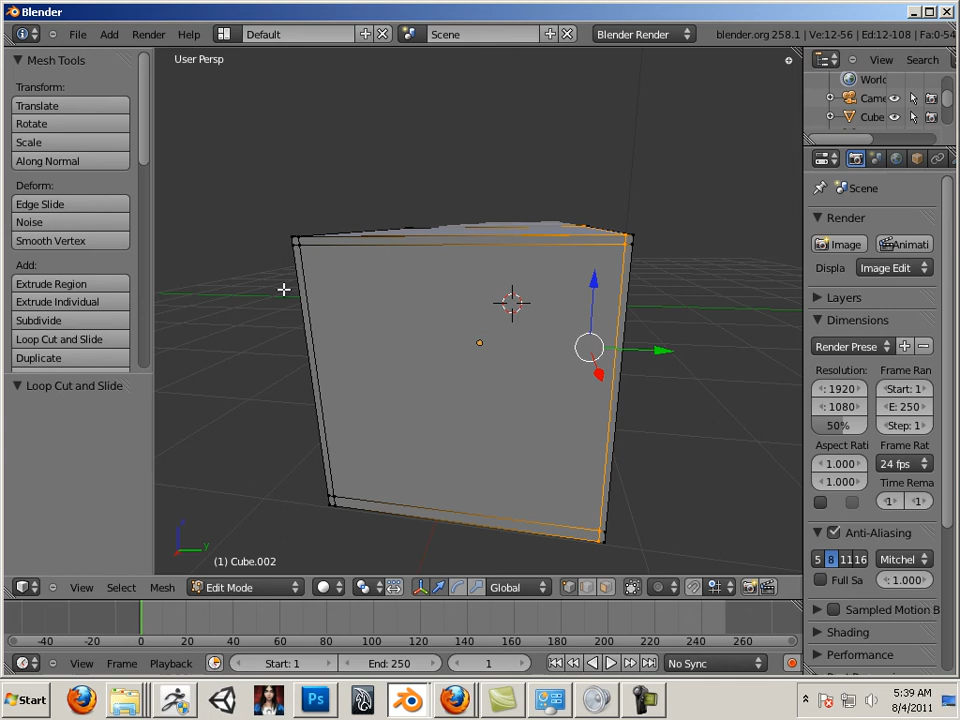 Blender
File Add Render Help Default Scene Blender Render blender.org 258.1 | Ve:12-56 | Ed:12-108 | Fa:0-54
Mesh Tools
Transform:
Translate
Rotate
Scale
Along Normal
Deform:
Edge Slide
Noise
Smooth Vertex
Add:
Extrude Region
Extrude Individual
Subdivide
Loop Cut and Slide
Duplicate
Loop Cut and Slide
User Persp
(1) Cube.002
View Search
World
Came
Cube
Scene
Render
Image Animati
Displa Image Edit
Layers
Dimensions
Render Prese
Resolution: Frame Ran
: 1920 Start: 1
: 1080 E: 250
50% Step: 1
Aspect Rati Frame Rat
1.000 24 fps
Time Rema
1.000 1 1
Anti-Aliasing
5 8 11 16 Mitchel
Full Sa : 1.000
Sampled Motion B
Shading
Performance
View Select Mesh Edit Mode Global
-40 -20 0 20 40 60 80 100 120 140 160 180 200 220 240 260
View Frame Playback Start: 1 End: 250 1 No Sync
Start Ps 5:39 AM
8/4/2011